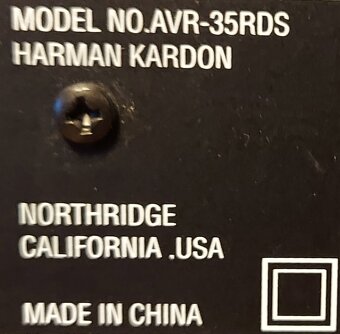 MODEL NO.AVR-35RDS
HARMAN KARDON
NORTHRIDGE
CALIFORNIA .USA
MADE IN CHINA